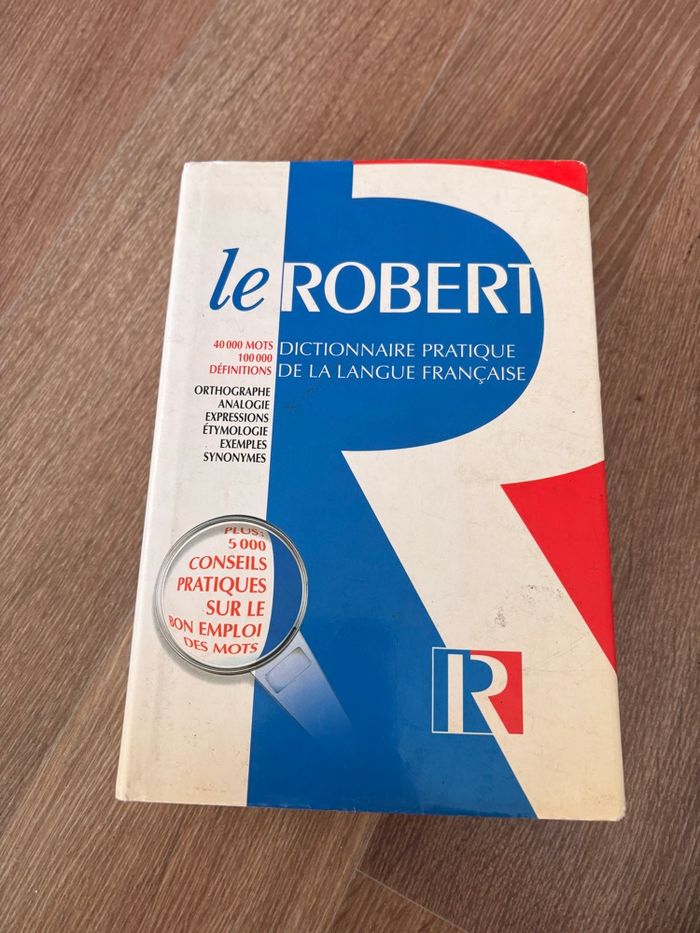 le ROBERT
40 000 MOTS
100 000
DÉFINITIONS
DICTIONNAIRE PRATIQUE
DE LA LANGUE FRANÇAISE
ORTHOGRAPHE
ANALOGIE
EXPRESSIONS
ÉTYMOLOGIE
EXEMPLES
SYNONYMES
PLUS :
5 000
CONSEILS
PRATIQUES
SUR LE
BON EMPLOI
DES MOTS
R